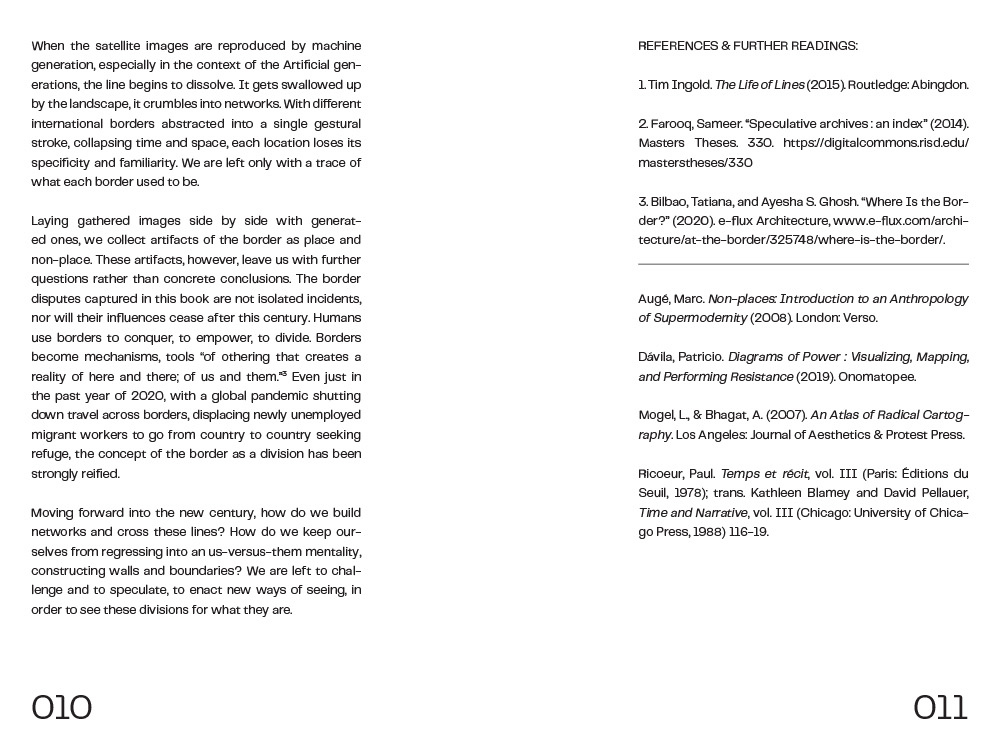 When the satellite images are reproduced by machine
generation, especially in the context of the Artificial gen-
erations, the line begins to dissolve. It gets swallowed up
by the landscape, it crumbles into networks. With different
international borders abstracted into a single gestural
stroke, collapsing time and space, each location loses its
specificity and familiarity. We are left only with a trace of
what each border used to be.
Laying gathered images side by side with generat-
ed ones, we collect artifacts of the border as place and
non-place. These artifacts, however, leave us with further
questions rather than concrete conclusions. The border
disputes captured in this book are not isolated incidents,
nor will their influences cease after this century. Humans
use borders to conquer, to empower, to divide. Borders
become mechanisms, tools “of othering that creates a
reality of here and there; of us and them.”³ Even just in
the past year of 2020, with a global pandemic shutting
down travel across borders, displacing newly unemployed
migrant workers to go from country to country seeking
refuge, the concept of the border as a division has been
strongly reified.
Moving forward into the new century, how do we build
networks and cross these lines? How do we keep our-
selves from regressing into an us-versus-them mentality,
constructing walls and boundaries? We are left to chal-
lenge and to speculate, to enact new ways of seeing, in
order to see these divisions for what they are.
010
REFERENCES & FURTHER READINGS:
1. Tim Ingold. The Life of Lines (2015). Routledge: Abingdon.
2. Farooq, Sameer. “Speculative archives : an index” (2014).
Masters Theses. 330. https://digitalcommons.risd.edu/
masterstheses/330
3. Bilbao, Tatiana, and Ayesha S. Ghosh. “Where Is the Bor-
der?” (2020). e-flux Architecture, www.e-flux.com/archi-
tecture/at-the-border/325748/where-is-the-border/.
Augé, Marc. Non-places: Introduction to an Anthropology
of Supermodernity (2008). London: Verso.
Dávila, Patricio. Diagrams of Power : Visualizing, Mapping,
and Performing Resistance (2019). Onomatopee.
Mogel, L., & Bhagat, A. (2007). An Atlas of Radical Cartog-
raphy. Los Angeles: Journal of Aesthetics & Protest Press.
Ricoeur, Paul. Temps et récit, vol. III (Paris: Éditions du
Seuil, 1978); trans. Kathleen Blamey and David Pellauer,
Time and Narrative, vol. III (Chicago: University of Chica-
go Press, 1988) 116-19.
011